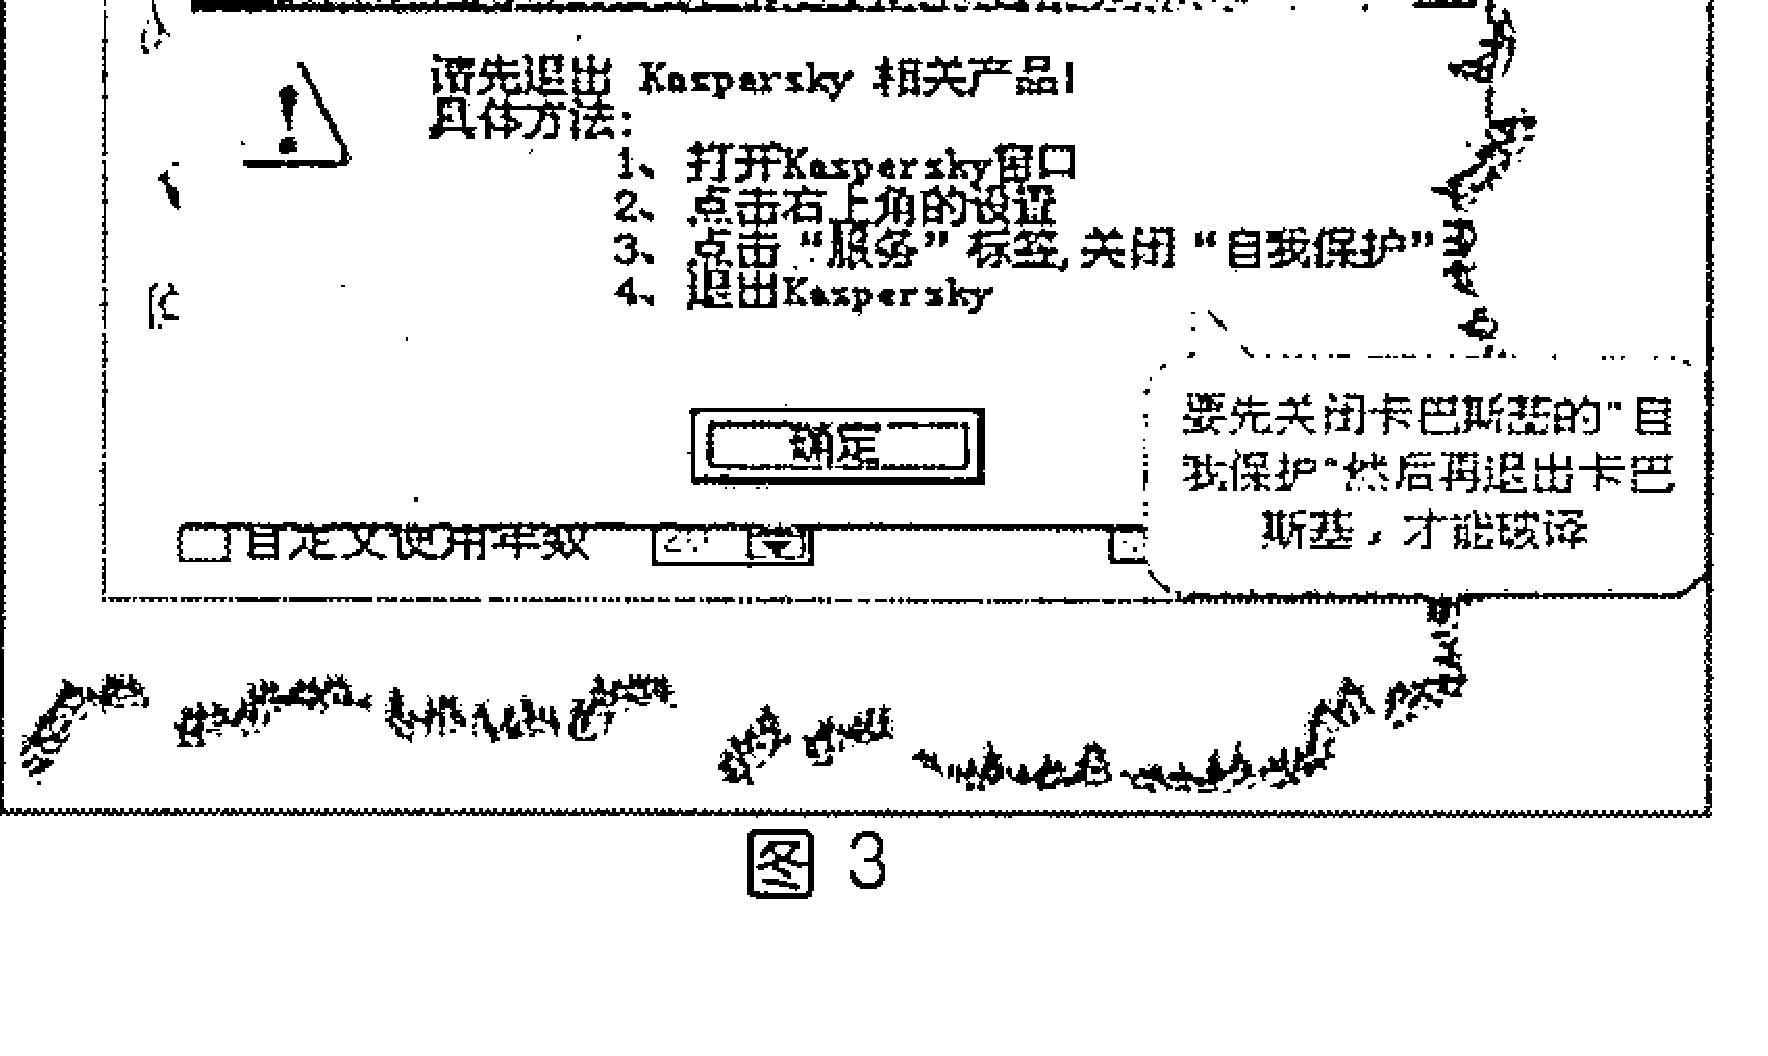 请先退出 Kasparsky 相关产品!
具体方法:
1、打开Kaspersky窗口
2、点击右上角的设置
3、点击“服务”标签,关闭“自我保护”
4、退出Kaspersky
确定
要先关闭卡巴斯基的“自
我保护”然后再退出卡巴
斯基，才能破译
自定义使用年数
图 3